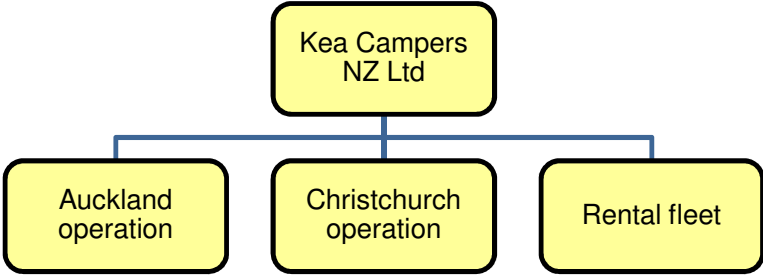 Kea Campers
NZ Ltd
Auckland
operation
Christchurch
operation
Rental fleet